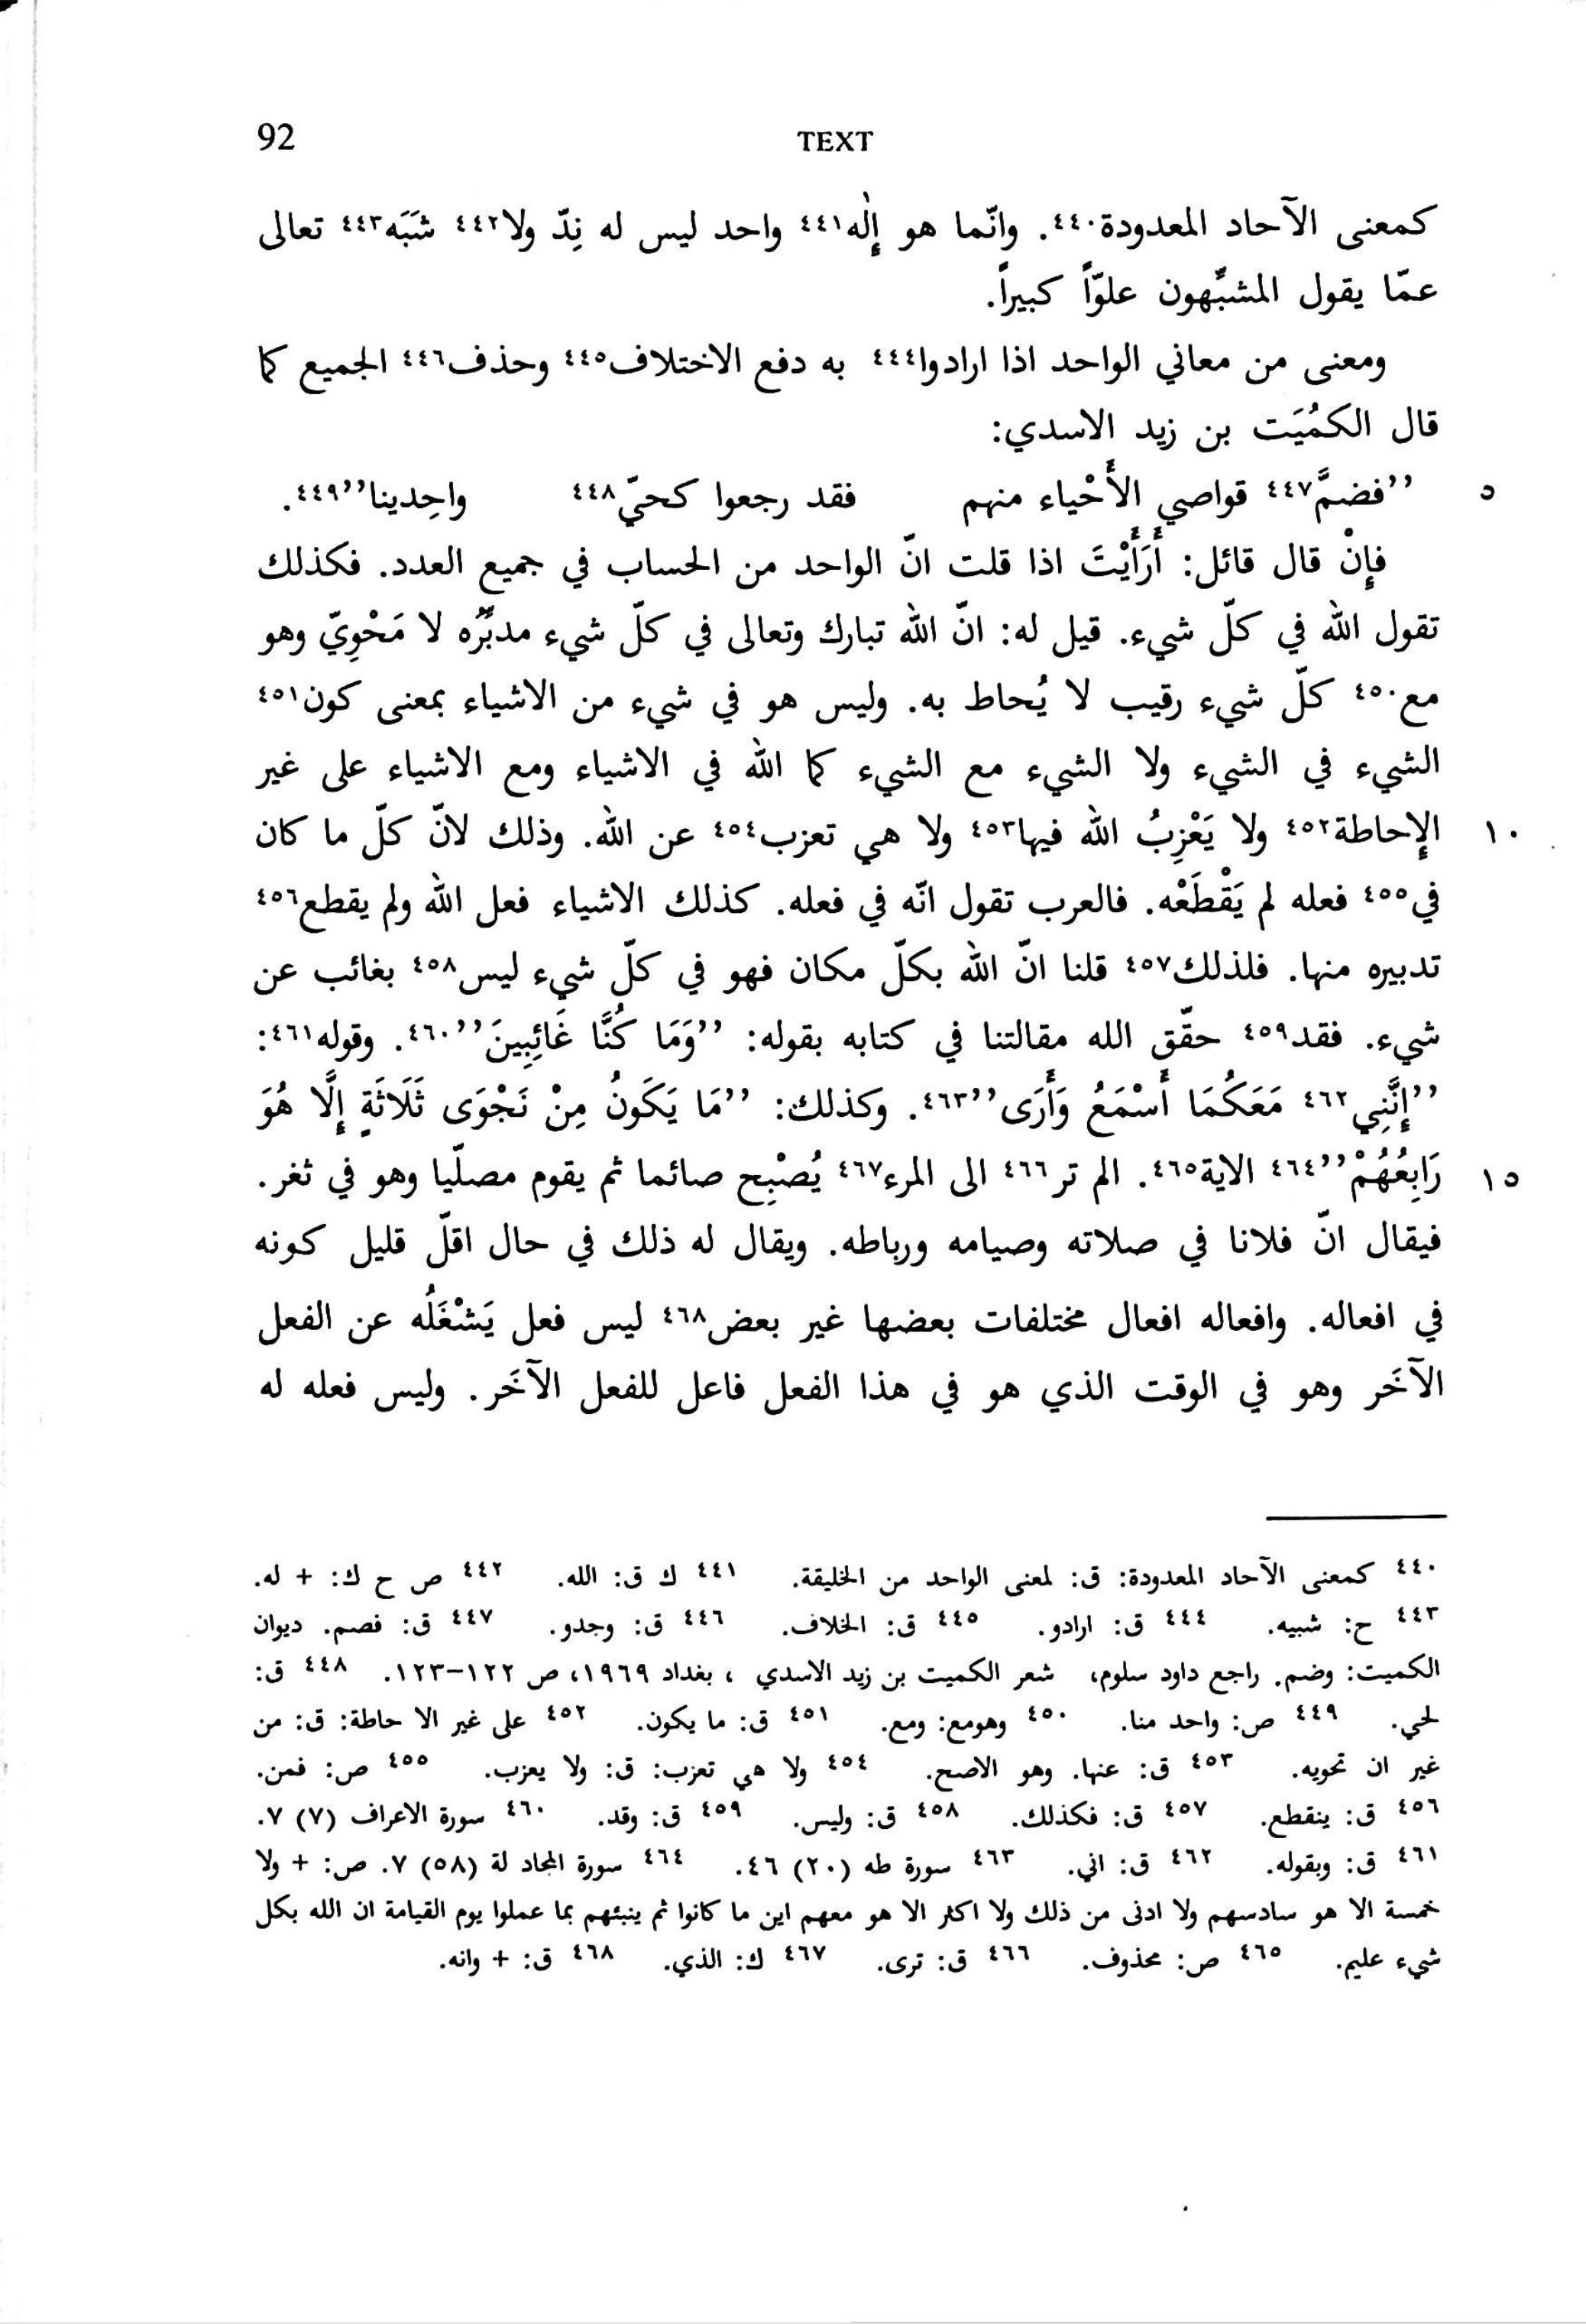 92
TEXT
كمعنى الآحاد المعدودة٤٤٠. وانّما هو إِلٰه٤٤١ واحد ليس له نِدّ ولا٤٤٢ شَبَه٤٤٣ تعالى
عمّا يقول المشبِّهون علوّاً كبيراً.
ومعنى من معاني الواحد اذا ارادوا٤٤٤ به دفع الاختلاف٤٤٥ وحذف٤٤٦ الجميع كما
قال الكمُيَت بن زيد الاسدي:
٥ ’’فضمَّ٤٤٧ قواصي الأَحْياء منهم فقد رجعوا كحيّ٤٤٨ واحِدينا’’٤٤٩.
فإِنْ قال قائل: أَرَأَيْتَ اذا قلت انّ الواحد من الحساب في جميع العدد. فكذلك
تقول الله في كلّ شيء. قيل له: انّ الله تبارك وتعالى في كلّ شيء مدبِّره لا مَحْوِيّ وهو
مع٤٥٠ كلّ شيء رقيب لا يُحاط به. وليس هو في شيء من الاشياء بمعنى كون٤٥١
الشيء في الشيء ولا الشيء مع الشيء كما الله في الاشياء ومع الاشياء على غير
١٠ الإحاطة٤٥٢ ولا يَعْزِبُ الله فيها٤٥٣ ولا هي تعزب٤٥٤ عن الله. وذلك لانّ كلّ ما كان
في٤٥٥ فعله لم يَقْطَعْه. فالعرب تقول انّه في فعله. كذلك الاشياء فعل الله ولم يقطع٤٥٦
تدبيره منها. فلذلك٤٥٧ قلنا انّ الله بكلّ مكان فهو في كلّ شيء ليس٤٥٨ بغائب عن
شيء. فقد٤٥٩ حقّق الله مقالتنا في كتابه بقوله: ’’وَمَا كُنَّا غَائِبِينَ’’٤٦٠. وقوله٤٦١:
’’إِنَّنِي٤٦٢ مَعَكُمَا أَسْمَعُ وَأَرَى’’٤٦٣. وكذلك: ’’مَا يَكَونُ مِنْ نَجْوَى ثَلَاثَةٍ إِلَّا هُوَ
١٥ رَابِعُهُمْ’’٤٦٤ الاية٤٦٥. الم تر٤٦٦ الى المرء٤٦٧ يُصْبِح صائما ثم يقوم مصلّيا وهو في ثغر.
فيقال انّ فلانا في صلاته وصيامه ورباطه. ويقال له ذلك في حال اقلّ قليل كونه
في افعاله. وافعاله افعال مختلفات بعضها غير بعض٤٦٨ ليس فعل يَشْغَلُه عن الفعل
الآخَر وهو في الوقت الذي هو في هذا الفعل فاعل للفعل الآخَر. وليس فعله له
٤٤٠ كمعنى الآحاد المعدودة: ق: لمعنى الواحد من الخليقة. ٤٤١ ك ق: الله. ٤٤٢ ص ح ك: + له.
٤٤٣ ح: شبيه. ٤٤٤ ق: ارادو. ٤٤٥ ق: الخلاف. ٤٤٦ ق: وجدو. ٤٤٧ ق: فصم. ديوان
الكميت: وضم. راجع داود سلوم، شعر الكميت بن زيد الاسدي ، بغداد ١٩٦٩، ص ١٢٢–١٢٣. ٤٤٨ ق:
لحي. ٤٤٩ ص: واحد منا. ٤٥٠ وهومع: ومع. ٤٥١ ق: ما يكون. ٤٥٢ على غير الا حاطة: ق: من
غير ان تحويه. ٤٥٣ ق: عنها. وهو الاصح. ٤٥٤ ولا هي تعزب: ق: ولا يعزب. ٤٥٥ ص: فمن.
٤٥٦ ق: ينقطع. ٤٥٧ ق: فكذلك. ٤٥٨ ق: وليس. ٤٥٩ ق: وقد. ٤٦٠ سورة الاعراف (٧) ٧.
٤٦١ ق: وبقوله. ٤٦٢ ق: اني. ٤٦٣ سورة طه (٢٠) ٤٦. ٤٦٤ سورة المجاد لة (٥٨) ٧. ص: + ولا
خمسة الا هو سادسهم ولا ادنى من ذلك ولا اكثر الا هو معهم اين ما كانوا ثم ينبئهم بما عملوا يوم القيامة ان الله بكل
شيء عليم. ٤٦٥ ص: محذوف. ٤٦٦ ق: ترى. ٤٦٧ ك: الذي. ٤٦٨ ق: + وانه.